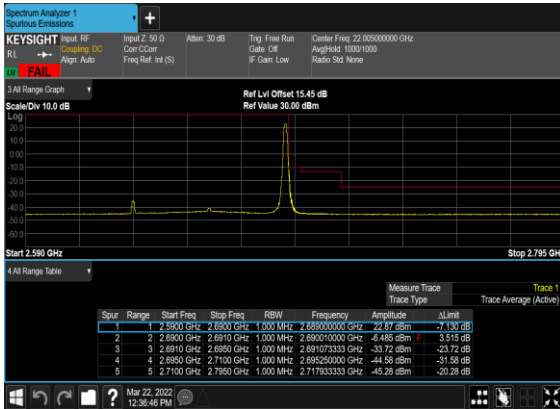 Spectrum Analyzer 1
Spurious Emissions
KEYSIGHT Input: RF Input Z: 50 Ω Atten: 30 dB Trig: Free Run Center Freq: 22.005000000 GHz
RL Coupling: DC Corr CCorr Gate: Off Avg|Hold: 1000/1000
Align: Auto Freq Ref: Int (S) IF Gain: Low Radio Std: None
LXI FAIL
3 All Range Graph
Ref Lvl Offset 15.45 dB
Scale/Div 10.0 dB Ref Value 30.00 dBm
Log
20.0
10.0
0.00
-10.0
-20.0
-30.0
-40.0
-50.0
-60.0
Start 2.590 GHz Stop 2.795 GH
4 All Range Table
Measure Trace Trace 1
Trace Type Trace Average (Active)
Spur Range Start Freq Stop Freq RBW Frequency Amplitude ΔLimit
1 1 2.5900 GHz 2.6900 GHz 1.000 MHz 2.689000000 GHz 22.87 dBm -7.130 dB
2 2 2.6900 GHz 2.6910 GHz 1.000 MHz 2.690010000 GHz -6.485 dBm F 3.515 dB
3 3 2.6910 GHz 2.6950 GHz 1.000 MHz 2.691073333 GHz -33.72 dBm -23.72 dB
4 4 2.6950 GHz 2.7100 GHz 1.000 MHz 2.695250000 GHz -44.58 dBm -31.58 dB
5 5 2.7100 GHz 2.7950 GHz 1.000 MHz 2.717933333 GHz -45.28 dBm -20.28 dB
Mar 22, 2022
12:36:46 PM